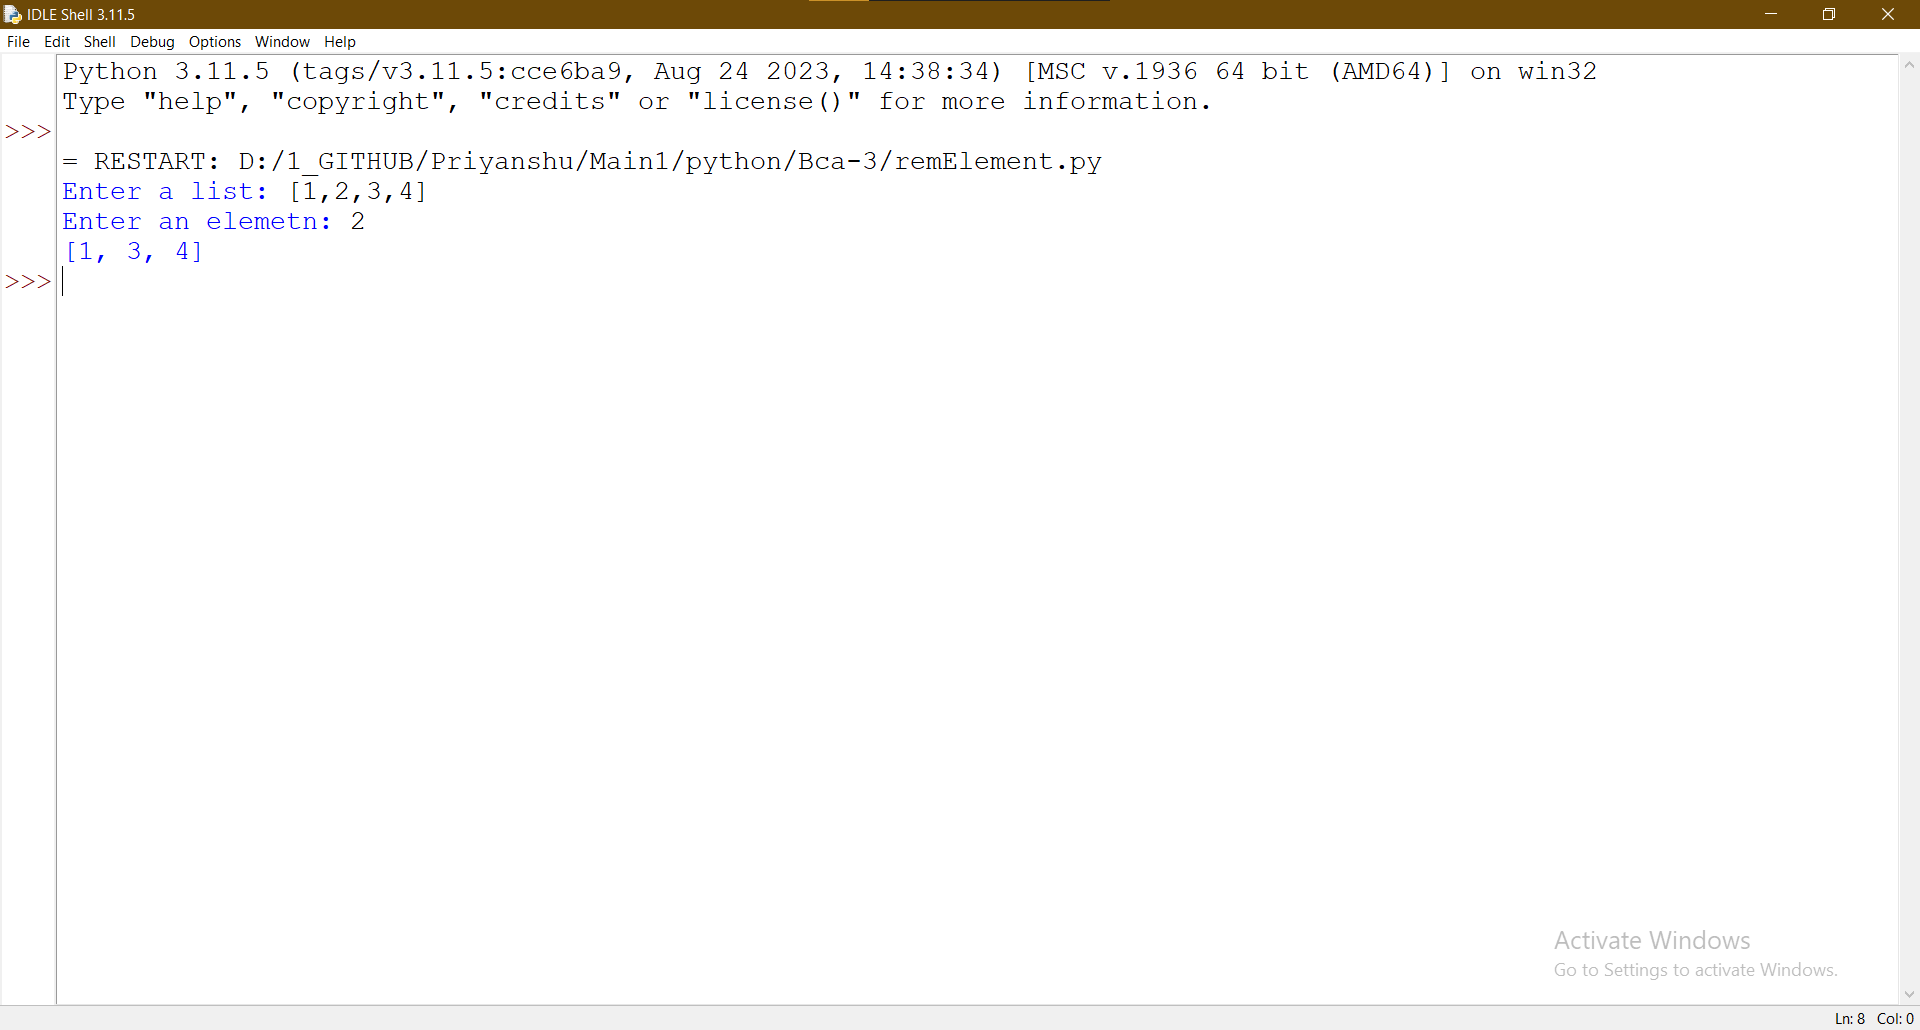 IDLE Shell 3.11.5
File Edit Shell Debug Options Window Help
Python 3.11.5 (tags/v3.11.5:cce6ba9, Aug 24 2023, 14:38:34) [MSC v.1936 64 bit (AMD64)] on win32
Type "help", "copyright", "credits" or "license()" for more information.
>>>
= RESTART: D:/1_GITHUB/Priyanshu/Main1/python/Bca-3/remElement.py
Enter a list: [1,2,3,4]
Enter an elemetn: 2
[1, 3, 4]
>>>
Activate Windows
Go to Settings to activate Windows.
Ln: 8 Col: 0